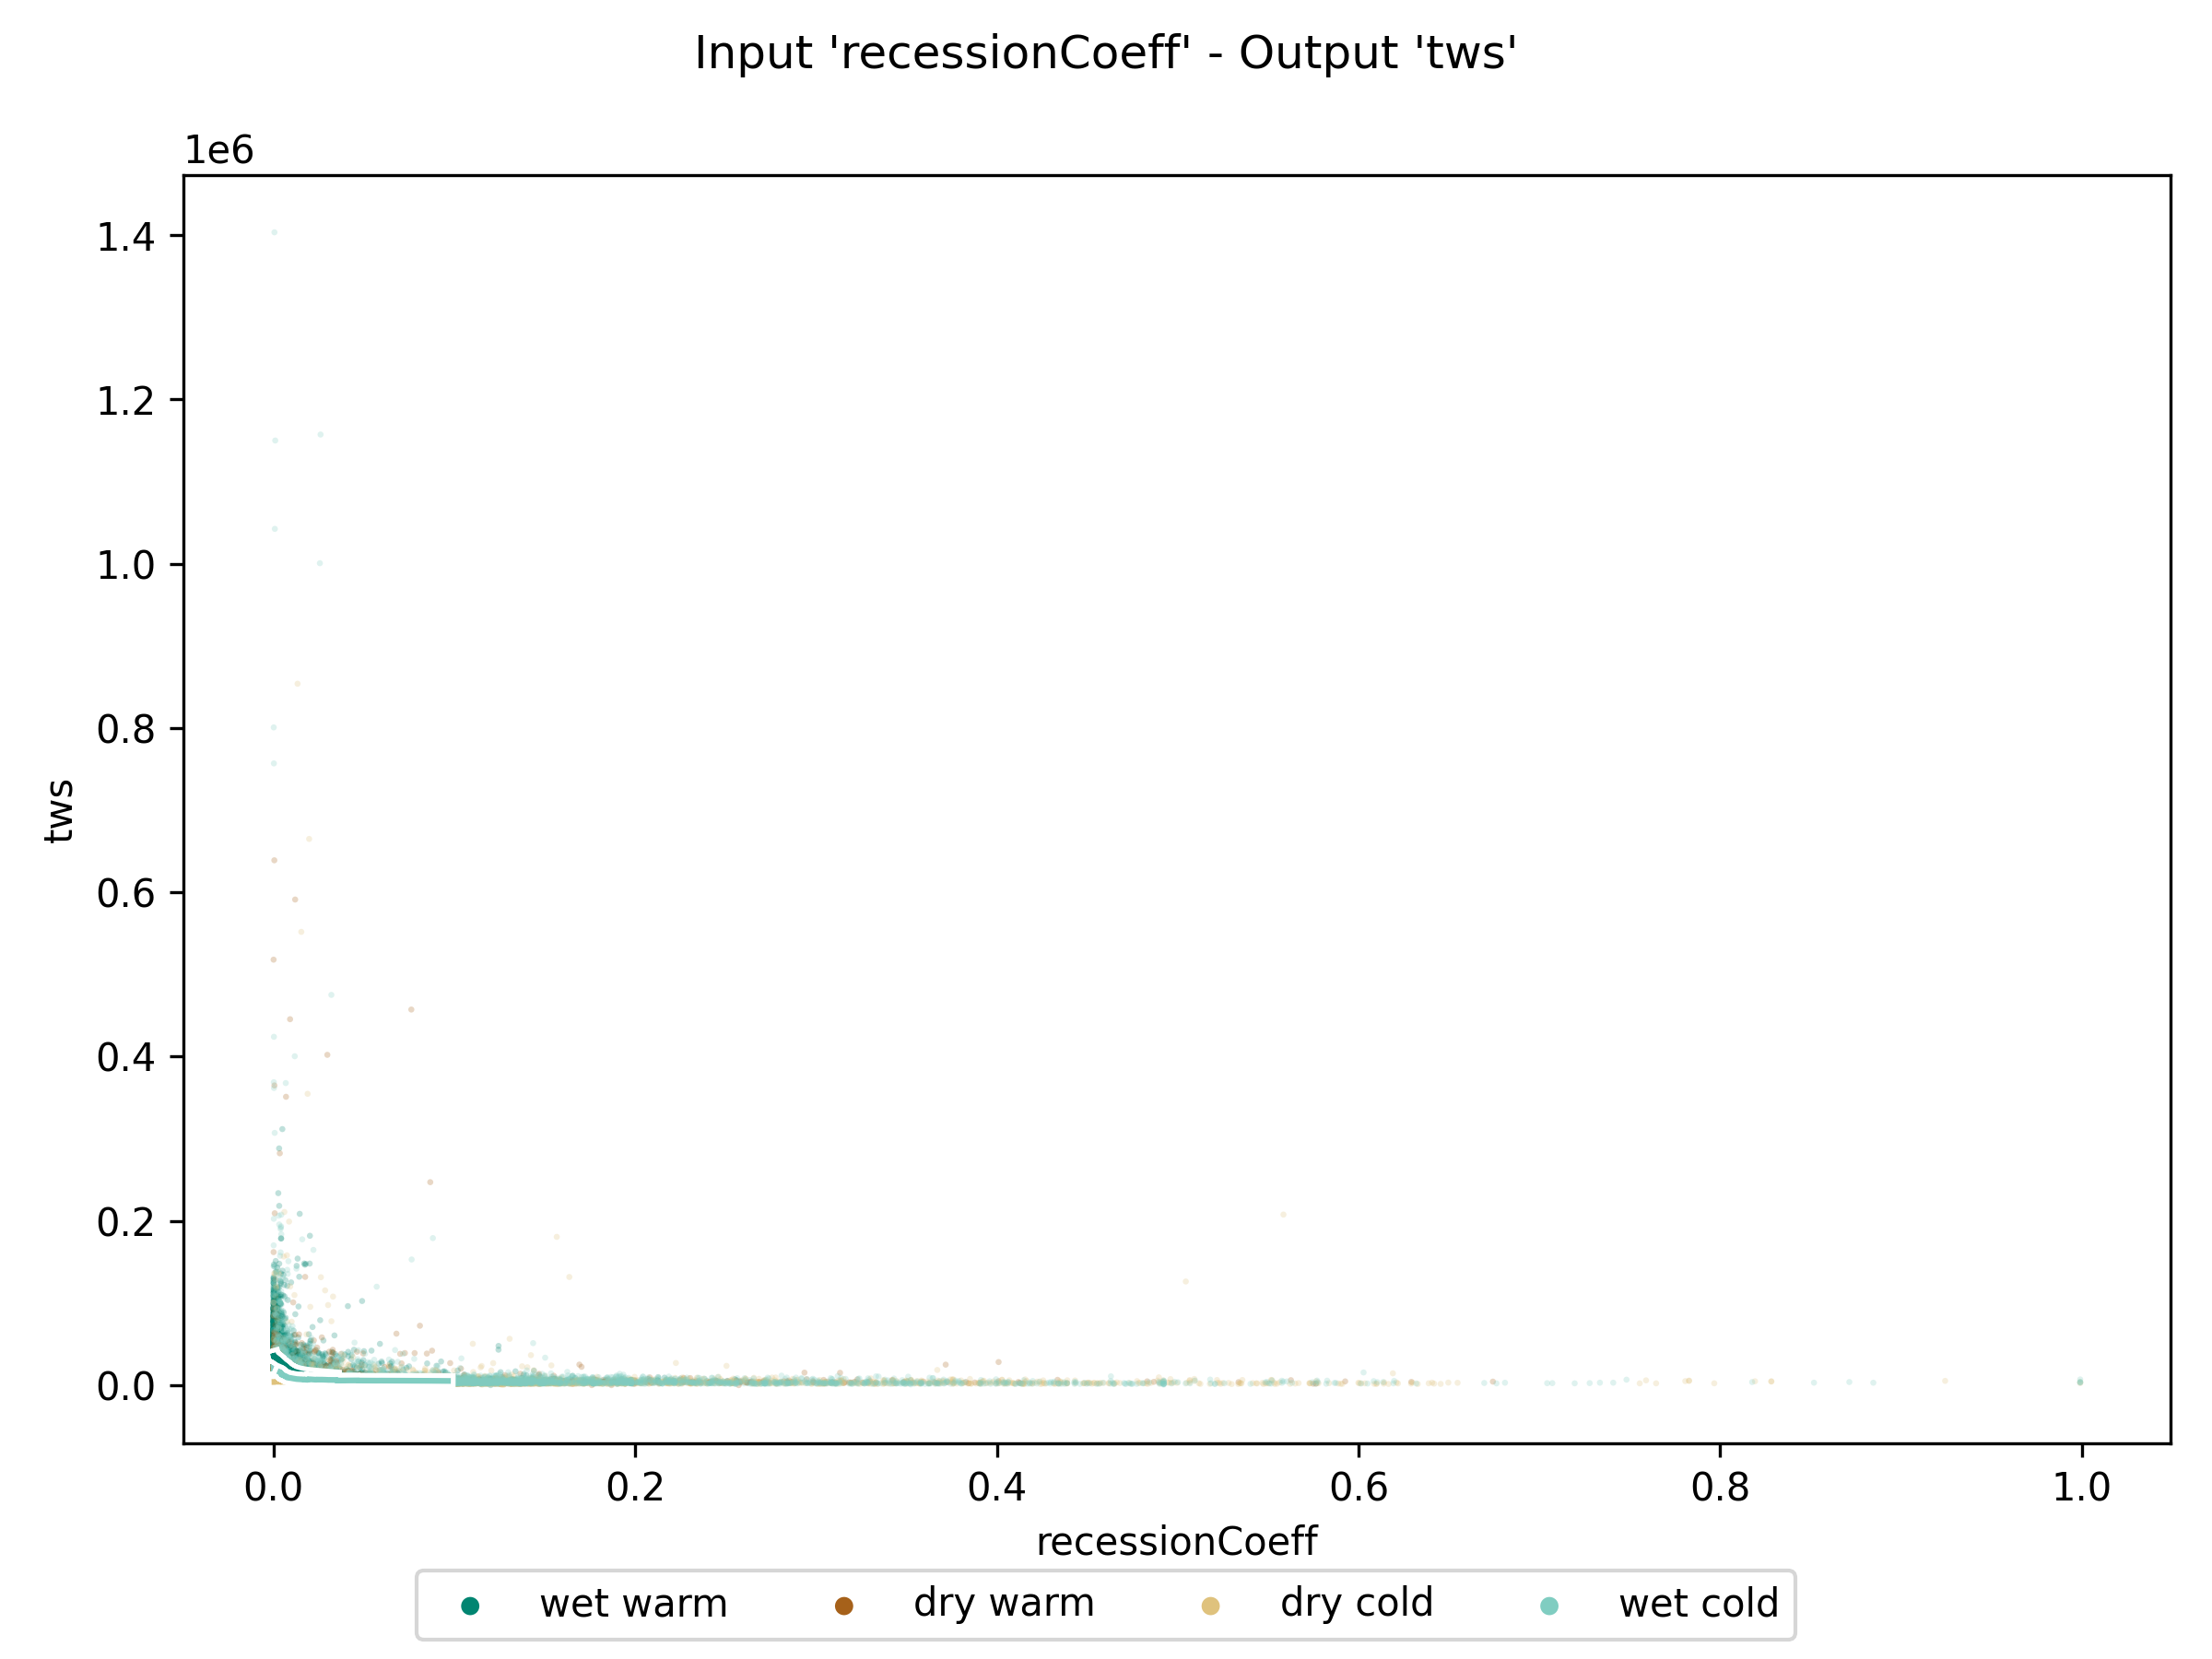 Input 'recessionCoeff' - Output 'tws'
1e6
1.4
1.2
1.0
0.8
0.6
0.4
0.2
0.0
tws
0.0 0.2 0.4 0.6 0.8 1.0
recessionCoeff
wet warm dry warm dry cold wet cold